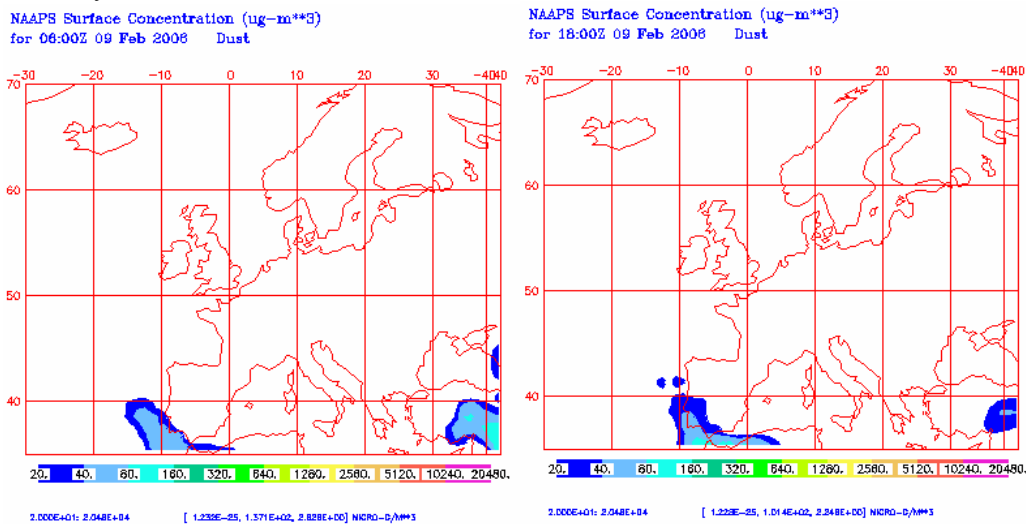 NAAPS Surface Concentration (ug-m**3)
for 06:00Z 09 Feb 2006 Dust
-30 -20 -10 0 10 20 30 -4040
70
60
50
40
20. 40. 80. 160. 320. 640. 1280. 2560. 5120. 10240. 20480.
2.000E+01: 2.048E+04 [ 1.232E-25, 1.371E+02, 2.828E+00] MICRO-G/M**3
NAAPS Surface Concentration (ug-m**3)
for 18:00Z 09 Feb 2006 Dust
-30 -20 -10 0 10 20 30 -4040
70
60
50
40
20. 40. 80. 160. 320. 640. 1280. 2560. 5120. 10240. 20480.
2.000E+01: 2.048E+04 [ 1.223E-25, 1.014E+02, 2.248E+00] MICRO-G/M**3